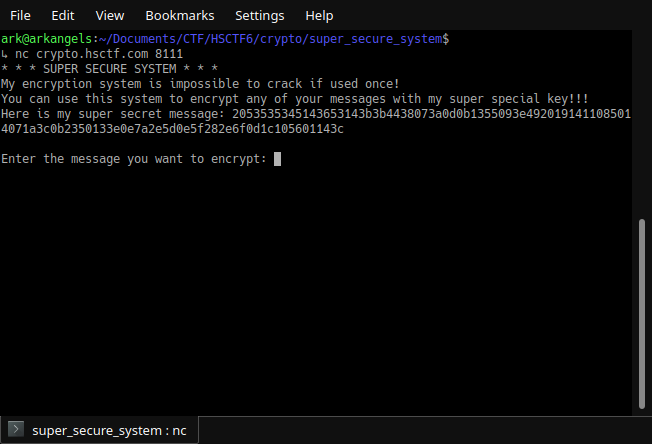 File Edit View Bookmarks Settings Help
ark@arkangels:~/Documents/CTF/HSCTF6/crypto/super_secure_system$
↳ nc crypto.hsctf.com 8111
* * * SUPER SECURE SYSTEM * * *
My encryption system is impossible to crack if used once!
You can use this system to encrypt any of your messages with my super special key!!!
Here is my super secret message: 2053535345143653143b3b4438073a0d0b1355093e492019141108501
4071a3c0b2350133e0e7a2e5d0e5f282e6f0d1c105601143c
Enter the message you want to encrypt:
super_secure_system : nc